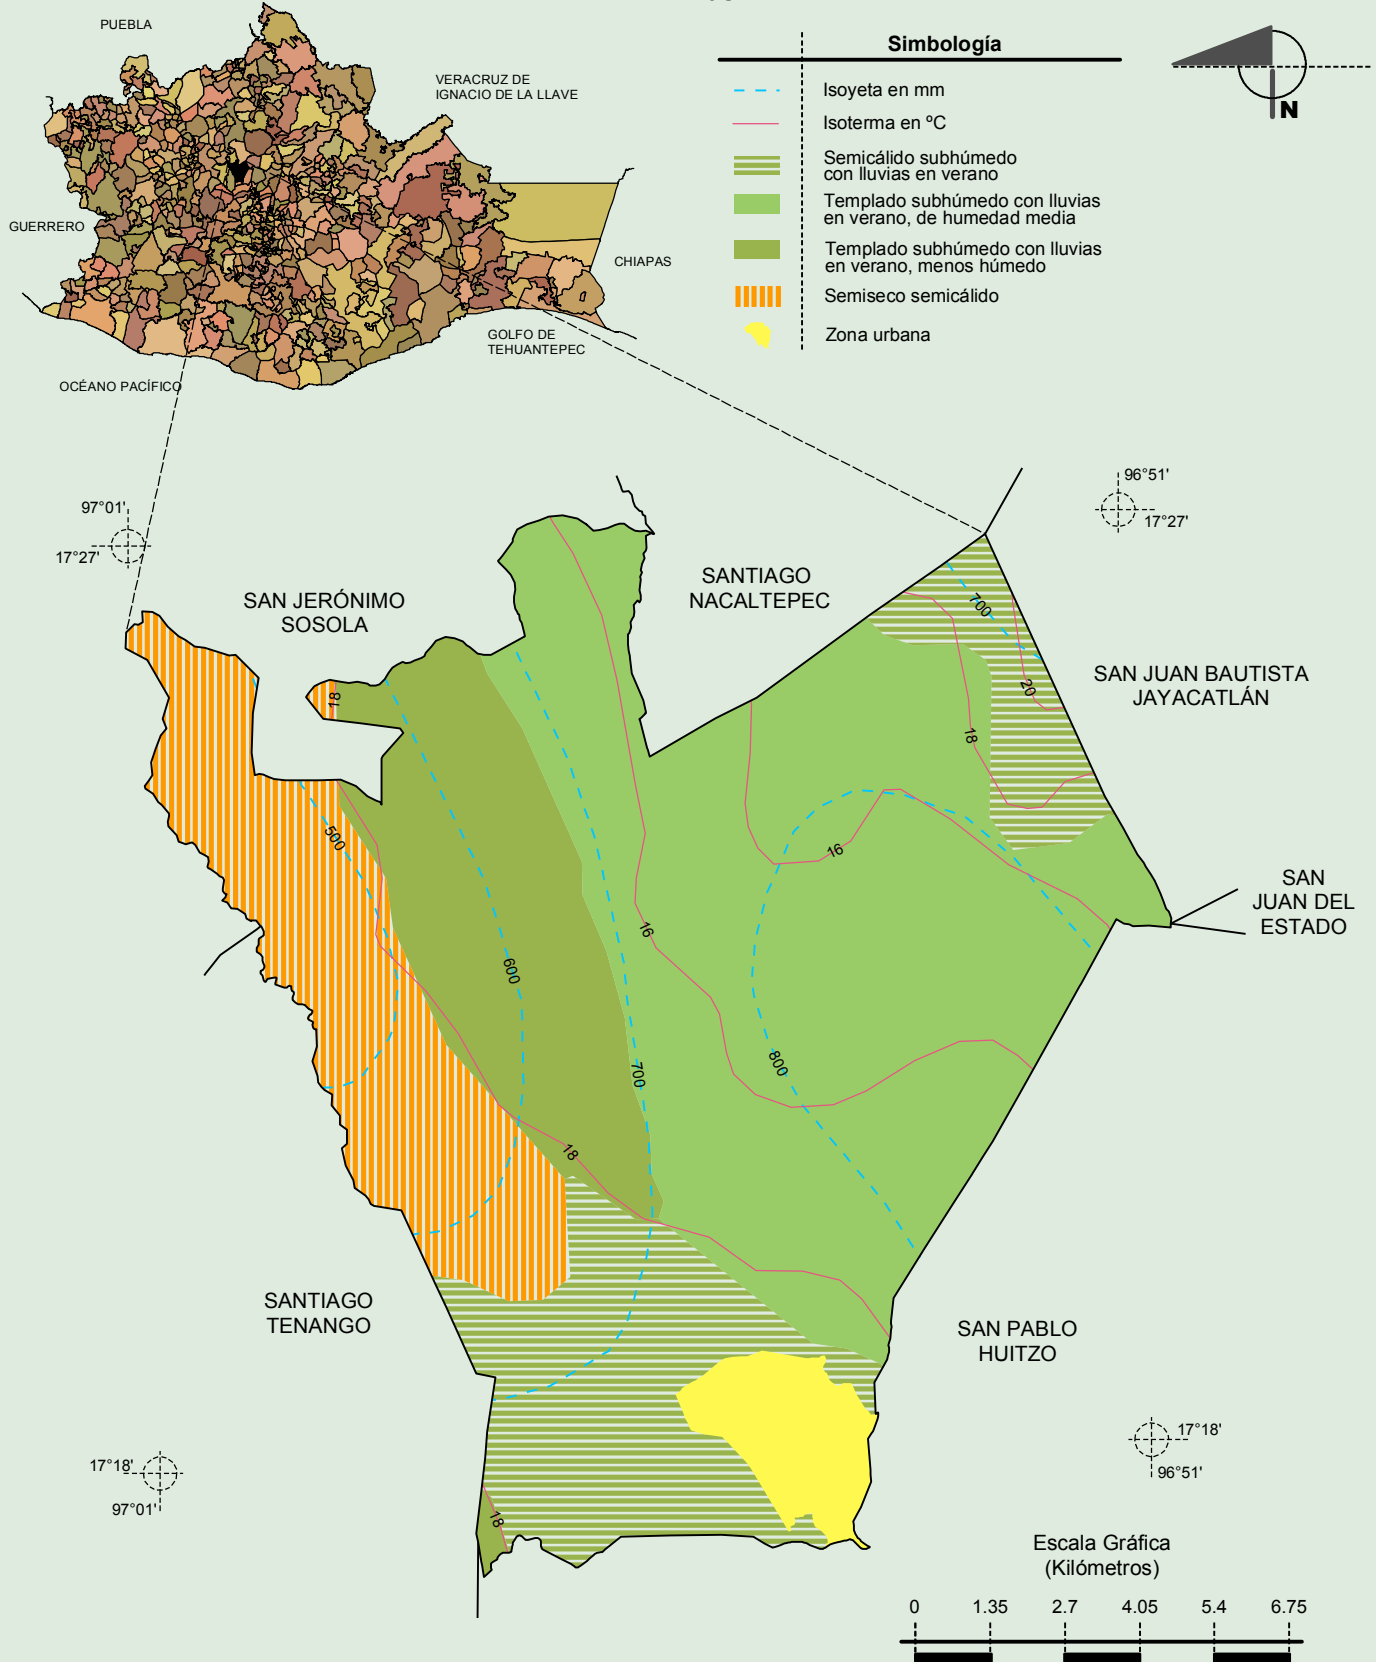 PUEBLA
VERACRUZ DE
IGNACIO DE LA LLAVE
GUERRERO
CHIAPAS
GOLFO DE
TEHUANTEPEC
OCÉANO PACÍFICO
Simbología
Isoyeta en mm
Isoterma en ºC
Semicálido subhúmedo
con lluvias en verano
Templado subhúmedo con lluvias
en verano, de humedad media
Templado subhúmedo con lluvias
en verano, menos húmedo
Semiseco semicálido
Zona urbana
N
97°01'
17°27'
96°51'
17°27'
SAN JERÓNIMO
SOSOLA
SANTIAGO
NACALTEPEC
SAN JUAN BAUTISTA
JAYACATLÁN
SAN
JUAN DEL
ESTADO
700
20
18
18
500
16
16
600
700
800
18
SANTIAGO
TENANGO
SAN PABLO
HUITZO
18
17°18'
97°01'
17°18'
96°51'
Escala Gráfica
(Kilómetros)
0 1.35 2.7 4.05 5.4 6.75